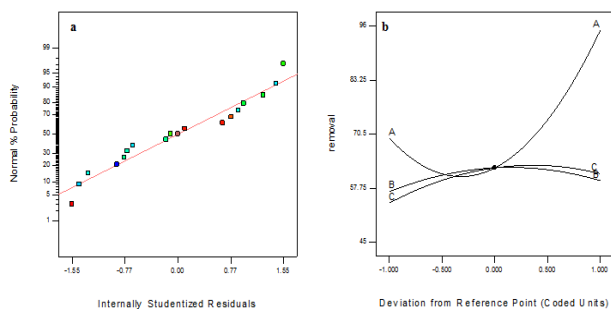 a
Normal % Probability
99
95
90
80
70
50
30
20
10
5
1
-1.55
-0.77
0.00
0.77
1.55
Internally Studentized Residuals
b
removal
96
83.25
70.5
57.75
45
A
B
C
A
C
B
-1.000
-0.500
0.000
0.500
1.000
Deviation from Reference Point (Coded Units)